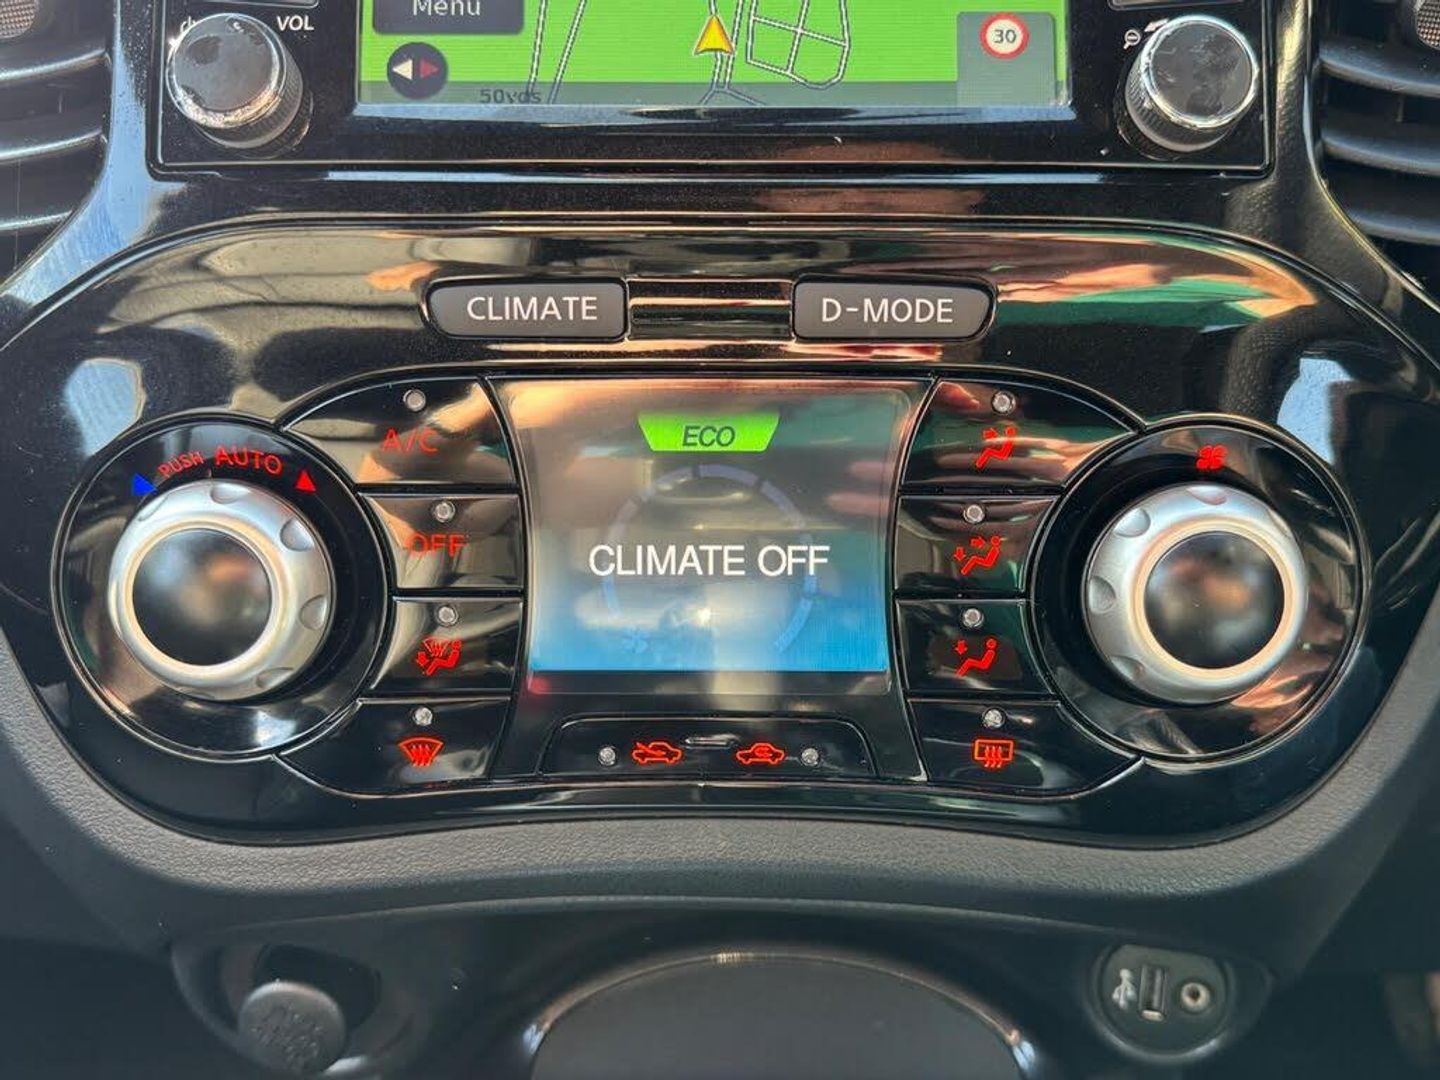 VOL
Menu
30
50yds
CLIMATE
D-MODE
PUSH AUTO
A/C
ECO
OFF
CLIMATE OFF